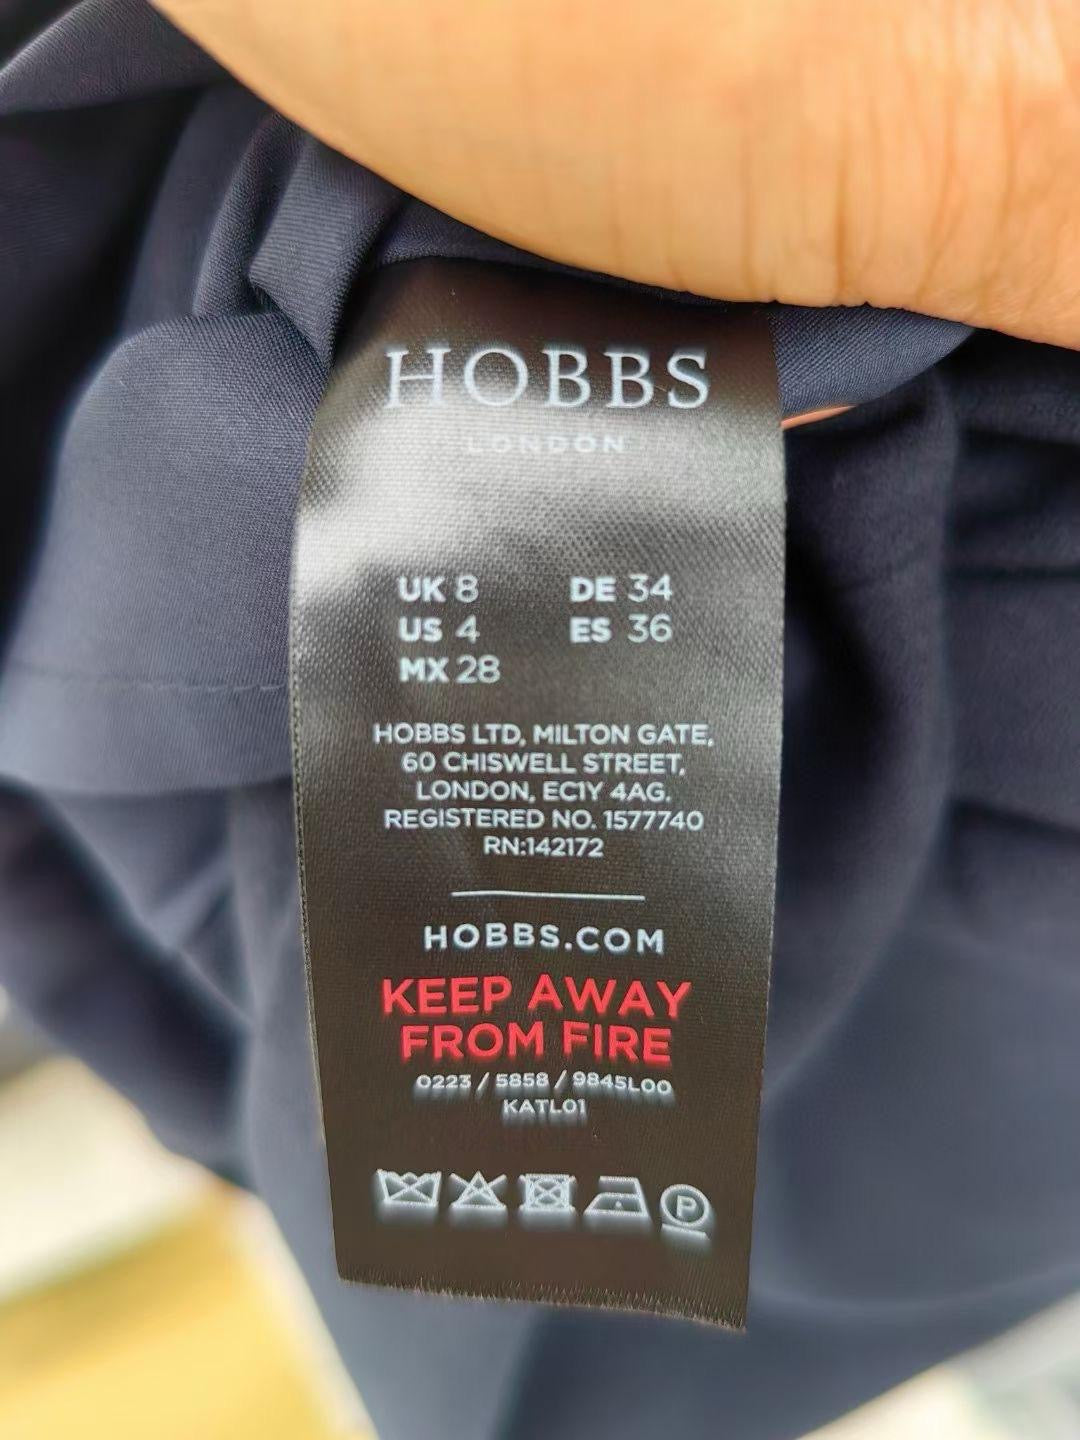 HOBBS
LONDON
UK 8 DE 34
US 4 ES 36
MX 28
HOBBS LTD, MILTON GATE,
60 CHISWELL STREET,
LONDON, EC1Y 4AG.
REGISTERED NO. 1577740
RN:142172
HOBBS.COM
KEEP AWAY
FROM FIRE
0223 / 5858 / 9845L00
KATL01
P